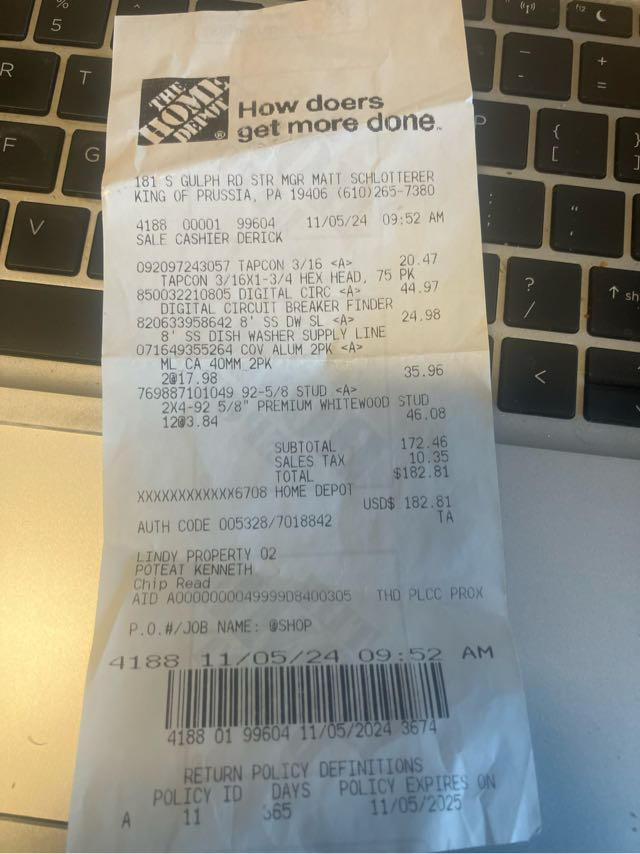 THE
HOME
DEPOT
®
How doers
get more done™
181 S GULPH RD STR MGR MATT SCHLOTTERER
KING OF PRUSSIA, PA 19406 (610)265-7380
4188 00001 99604 11/05/24 09:52 AM
SALE CASHIER DERICK
092097243057 TAPCON 3/16 <A> 20.47
TAPCON 3/16X1-3/4 HEX HEAD, 75 PK
850032210805 DIGITAL CIRC <A> 44.97
DIGITAL CIRCUIT BREAKER FINDER
820633958642 8' SS DW SL <A> 24.98
8' SS DISH WASHER SUPPLY LINE
071649355264 COV ALUM 2PK <A>
ML CA 40MM 2PK
2@17.98 35.96
769887101049 92-5/8 STUD <A>
2X4-92 5/8" PREMIUM WHITEWOOD STUD
12@3.84 46.08
SUBTOTAL 172.46
SALES TAX 10.35
TOTAL $182.81
XXXXXXXXXXXX6708 HOME DEPOT
USD$ 182.81
AUTH CODE 005328/7018842 TA
LINDY PROPERTY 02
POTEAT KENNETH
Chip Read
AID A0000000049999D8400305 THD PLCC PROX
P.O.#/JOB NAME: @SHOP
4188 11/05/24 09:52 AM
4188 01 99604 11/05/2024 3674
RETURN POLICY DEFINITIONS
POLICY ID DAYS POLICY EXPIRES ON
A 11 365 11/05/2025
%
5
R
T
F
G
V
P
{
[
}
]
-
+
=
"
'
?
/
<
f12
sh